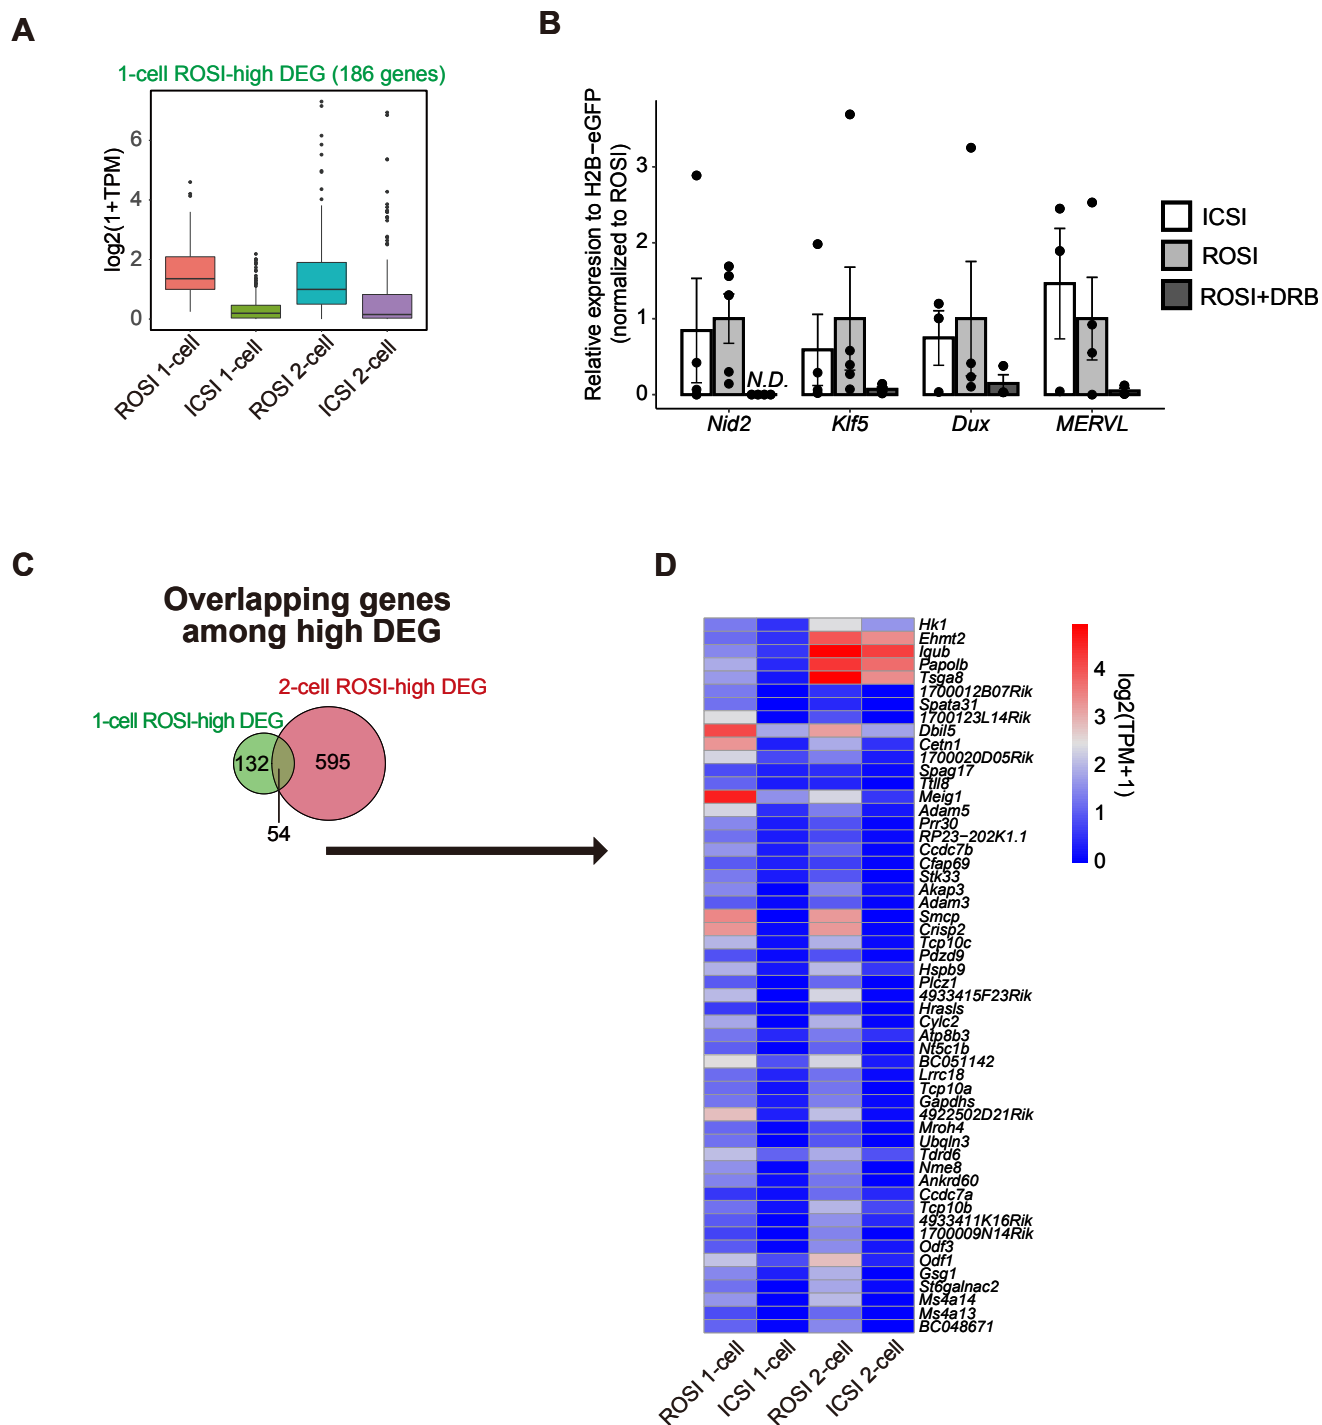 A
1-cell ROSI-high DEG (186 genes)
log2(1+TPM)
6
4
2
0
ROSI 1-cell
ICSI 1-cell
ROSI 2-cell
ICSI 2-cell
B
Relative expresion to H2B−eGFP
(normalized to ROSI)
3
2
1
0
N.D.
Nid2
Klf5
Dux
MERVL
ICSI
ROSI
ROSI+DRB
C
Overlapping genes
among high DEG
2-cell ROSI-high DEG
1-cell ROSI-high DEG
132
595
54
D
Hk1
Ehmt2
Iqub
Papolb
Tsga8
1700012B07Rik
Spata31
1700123L14Rik
Dbil5
Cetn1
1700020D05Rik
Spag17
Ttll8
Meig1
Adam5
Prr30
RP23−202K1.1
Ccdc7b
Cfap69
Stk33
Akap3
Adam3
Smcp
Crisp2
Tcp10c
Pdzd9
Hspb9
Plcz1
4933415F23Rik
Hrasls
Cylc2
Atp8b3
Nt5c1b
BC051142
Lrrc18
Tcp10a
Gapdhs
4922502D21Rik
Mroh4
Ubqln3
Tdrd6
Nme8
Ankrd60
Ccdc7a
Tcp10b
4933411K16Rik
1700009N14Rik
Odf3
Odf1
Gsg1
St6galnac2
Ms4a14
Ms4a13
BC048671
ROSI 1-cell
ICSI 1-cell
ROSI 2-cell
ICSI 2-cell
4
3
2
1
0
log2(TPM+1)